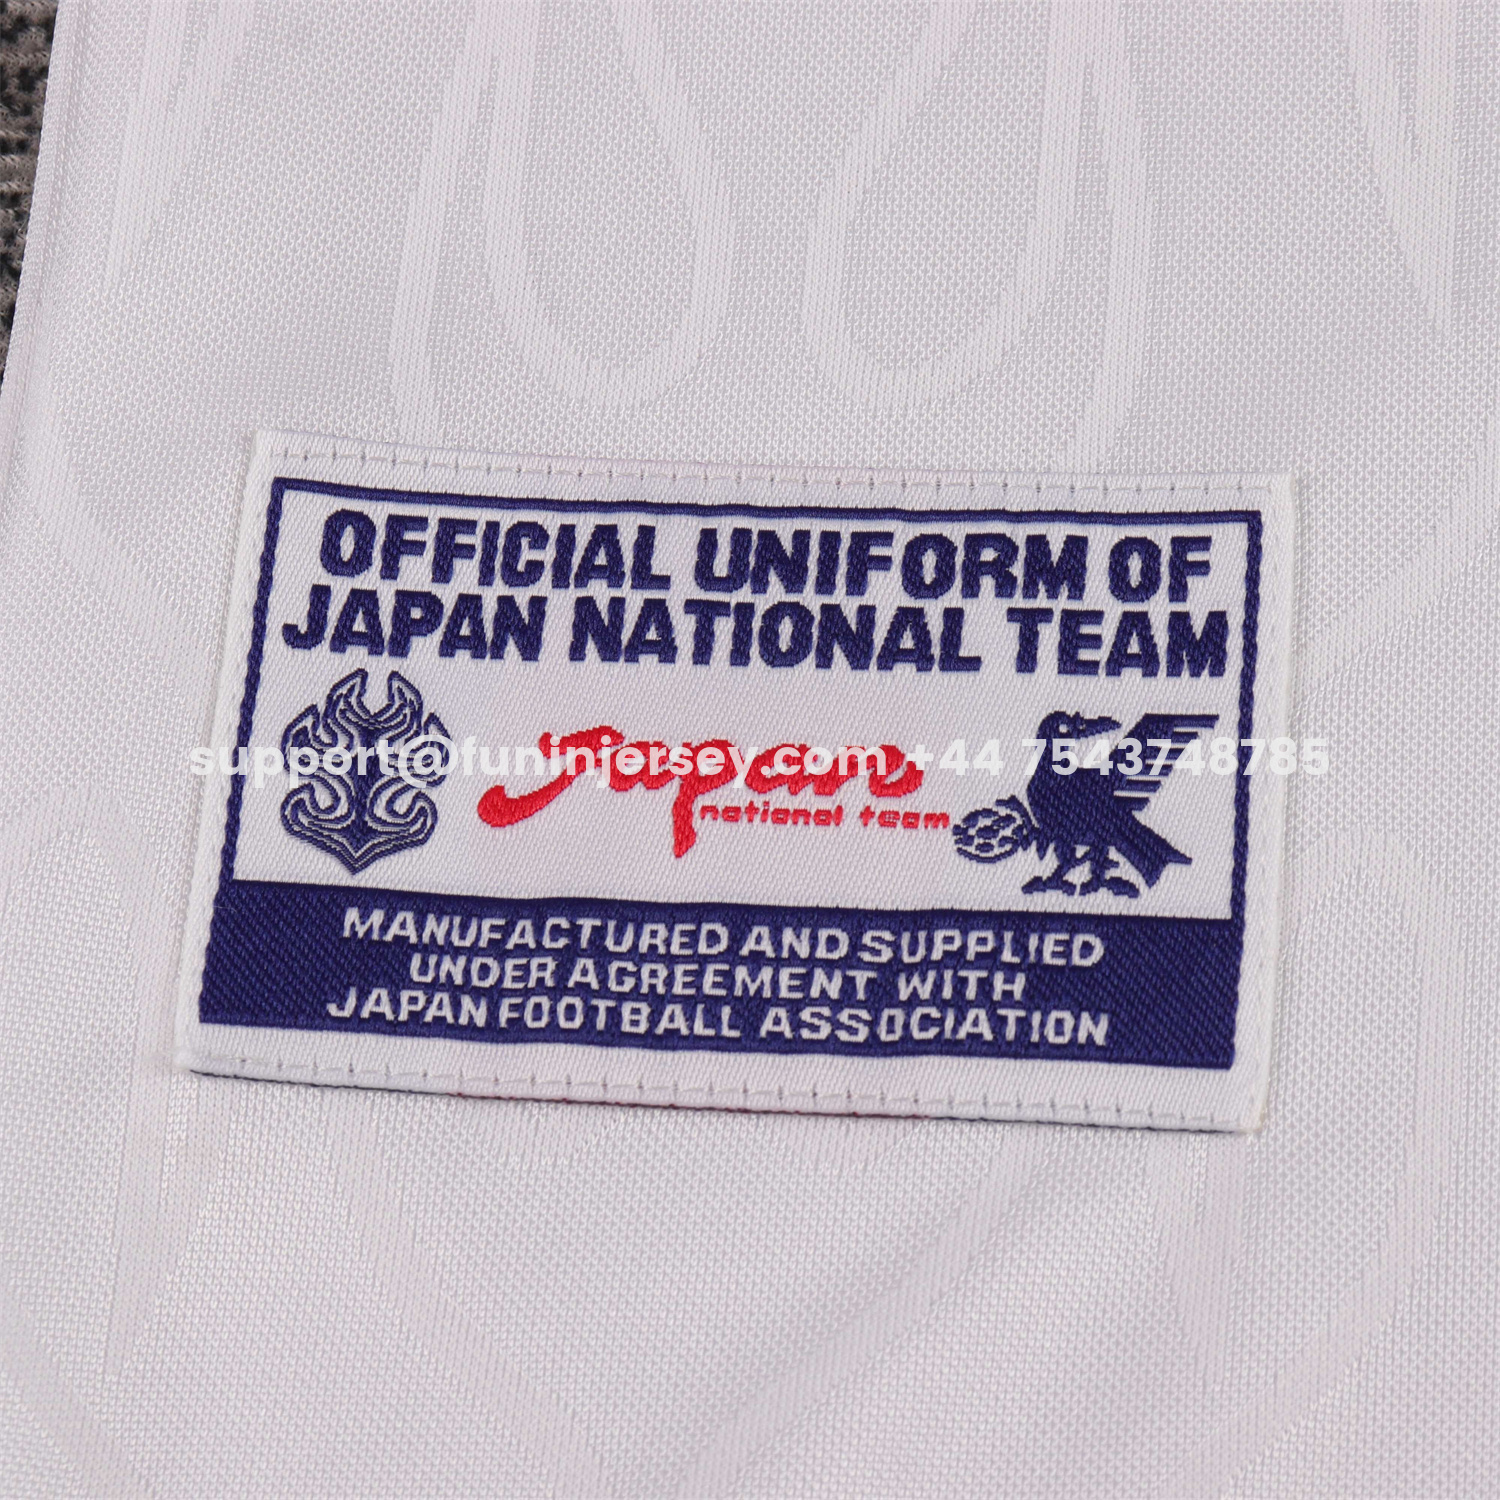 OFFICIAL UNIFORM OF
JAPAN NATIONAL TEAM
support@funinjersey.com +44 7543748785
Japan
national team
MANUFACTURED AND SUPPLIED
UNDER AGREEMENT WITH
JAPAN FOOTBALL ASSOCIATION